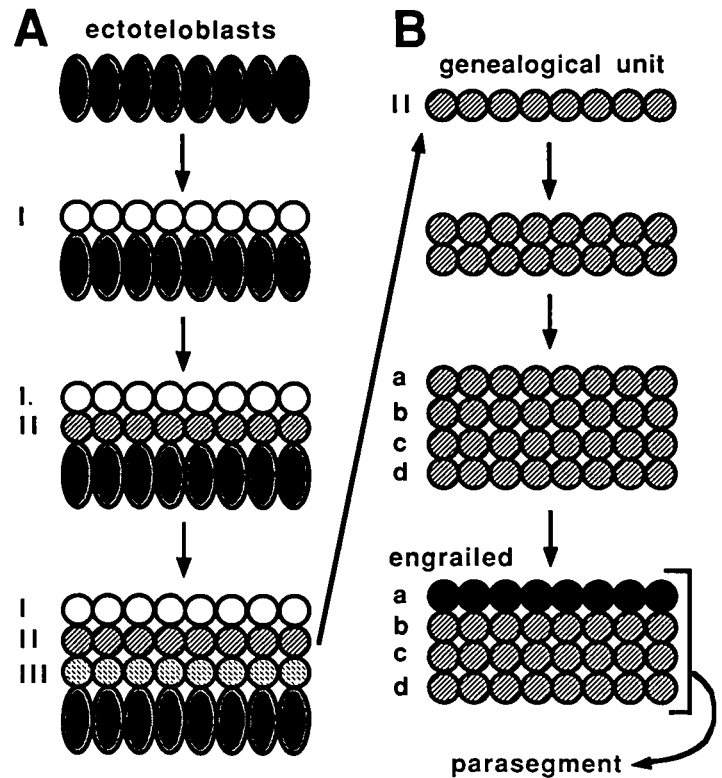 A
ectoteloblasts
I
I.
II
I
II
III
B
genealogical unit
II
a
b
c
d
engrailed
a
b
c
d
parasegment